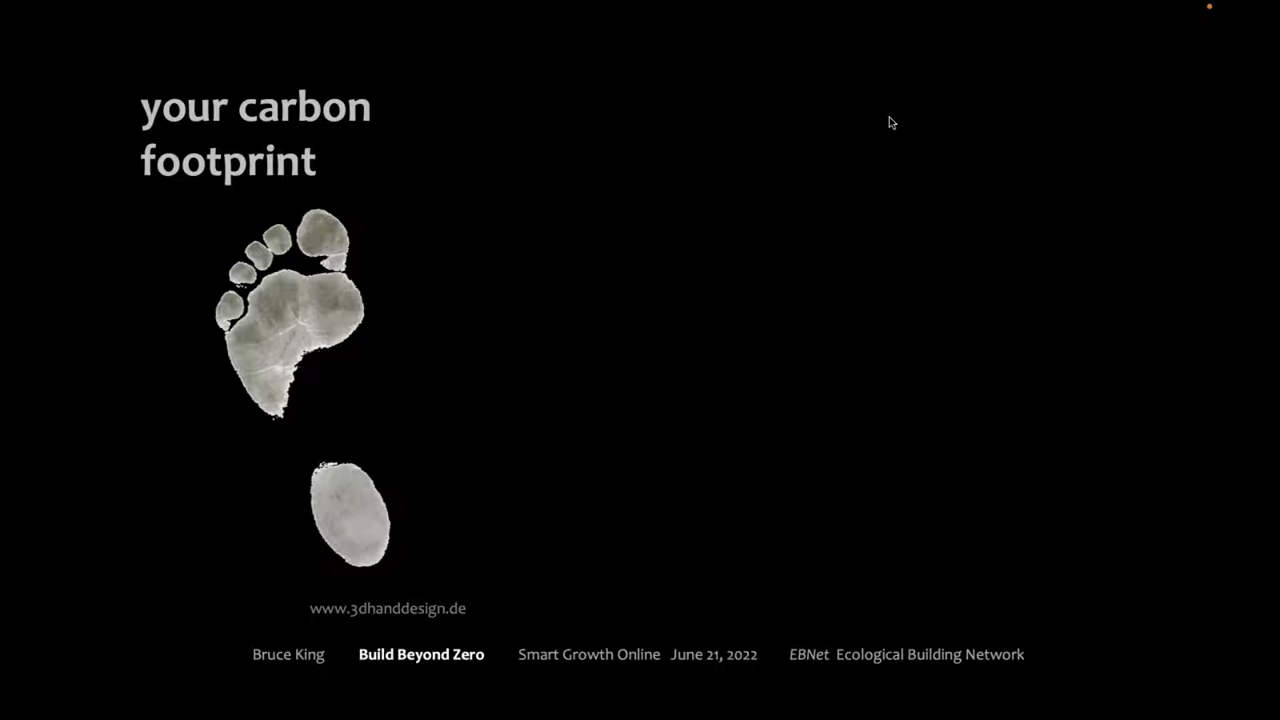 your carbon
footprint
www.3dhanddesign.de
Bruce King Build Beyond Zero Smart Growth Online June 21, 2022 EBNet Ecological Building Network